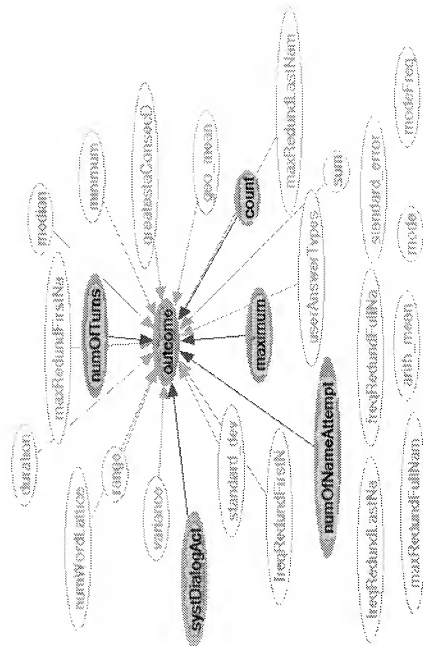 duration
median
minimum
maxRedundFirstNa
greatestaConsecD
numWordLattice
range
numOfTurns
geo_mean
variance
outcome
count
maxRedundLastNam
systDialogAct
standard_dev
maximum
sum
userAnswerTypes
freqRedundFirstN
numOfNameAttempt
freqRedundLastNa
freqRedundFullNa
standard_error
maxRedundFullNam
arith_mean
mode
modeFreq